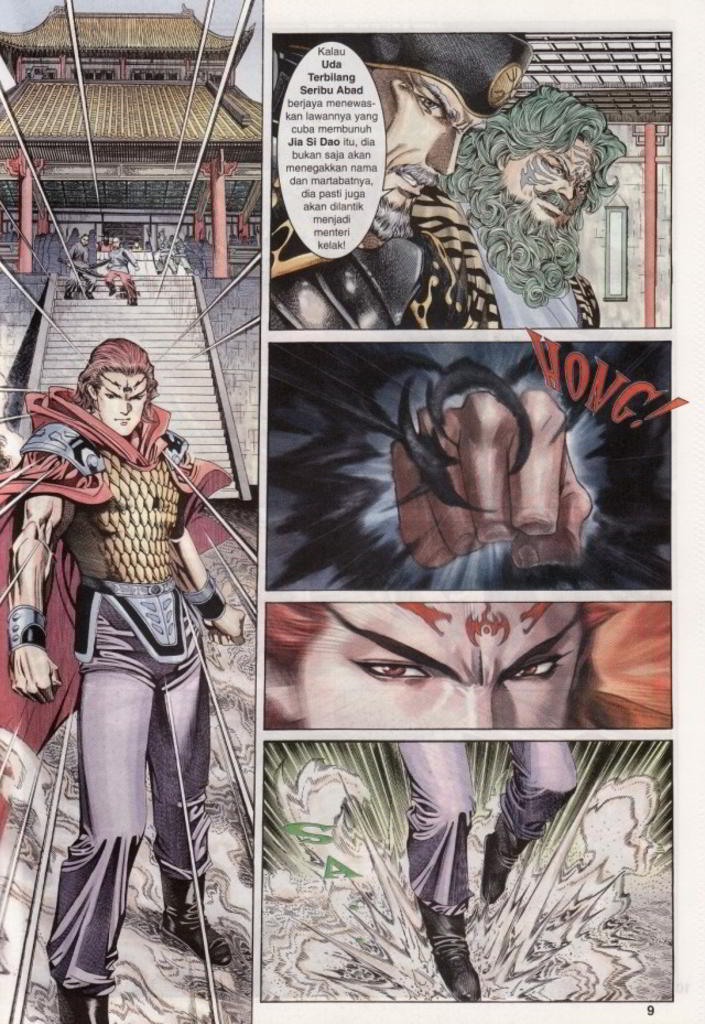 Kalau
Uda
Terbilang
Seribu Abad
berjaya menewas-
kan lawannya yang
cuba membunuh
Jia Si Dao itu, dia
bukan saja akan
menegakkan nama
dan martabatnya,
dia pasti juga
akan dilantik
menjadi
menteri
kelak!
HONG!
SA
9